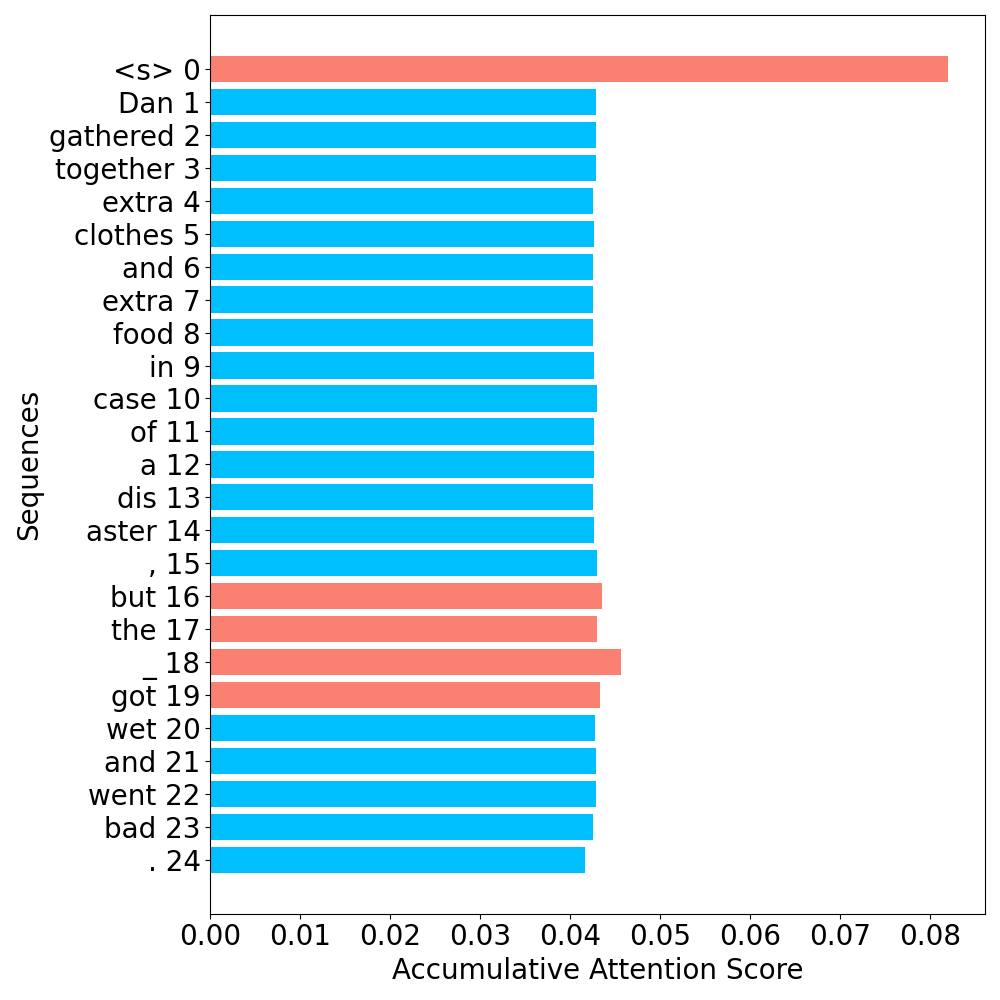 <s> 0
Dan 1
gathered 2
together 3
extra 4
clothes 5
and 6
extra 7
food 8
in 9
case 10
of 11
a 12
dis 13
aster 14
, 15
but 16
the 17
_ 18
got 19
wet 20
and 21
went 22
bad 23
. 24
Sequences
0.00 0.01 0.02 0.03 0.04 0.05 0.06 0.07 0.08
Accumulative Attention Score